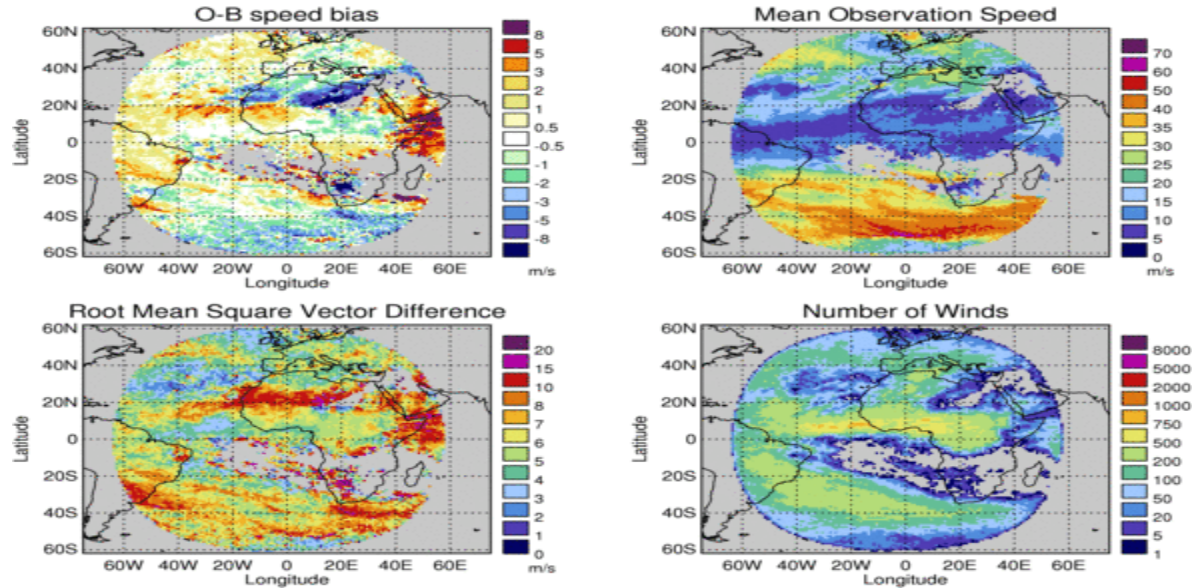 O-B speed bias
60N
40N
20N
0
20S
40S
60S
Latitude
60W 40W 20W 0 20E 40E 60E
Longitude
8
5
3
2
1
0.5
-0.5
-1
-2
-3
-5
-8
m/s
Mean Observation Speed
60N
40N
20N
0
20S
40S
60S
Latitude
60W 40W 20W 0 20E 40E 60E
Longitude
70
60
50
40
35
30
25
20
15
10
5
0
m/s
Root Mean Square Vector Difference
60N
40N
20N
0
20S
40S
60S
Latitude
60W 40W 20W 0 20E 40E 60E
Longitude
20
15
10
8
7
6
5
4
3
2
1
0
m/s
Number of Winds
60N
40N
20N
0
20S
40S
60S
Latitude
60W 40W 20W 0 20E 40E 60E
Longitude
8000
5000
2000
1000
750
500
200
100
50
20
5
1